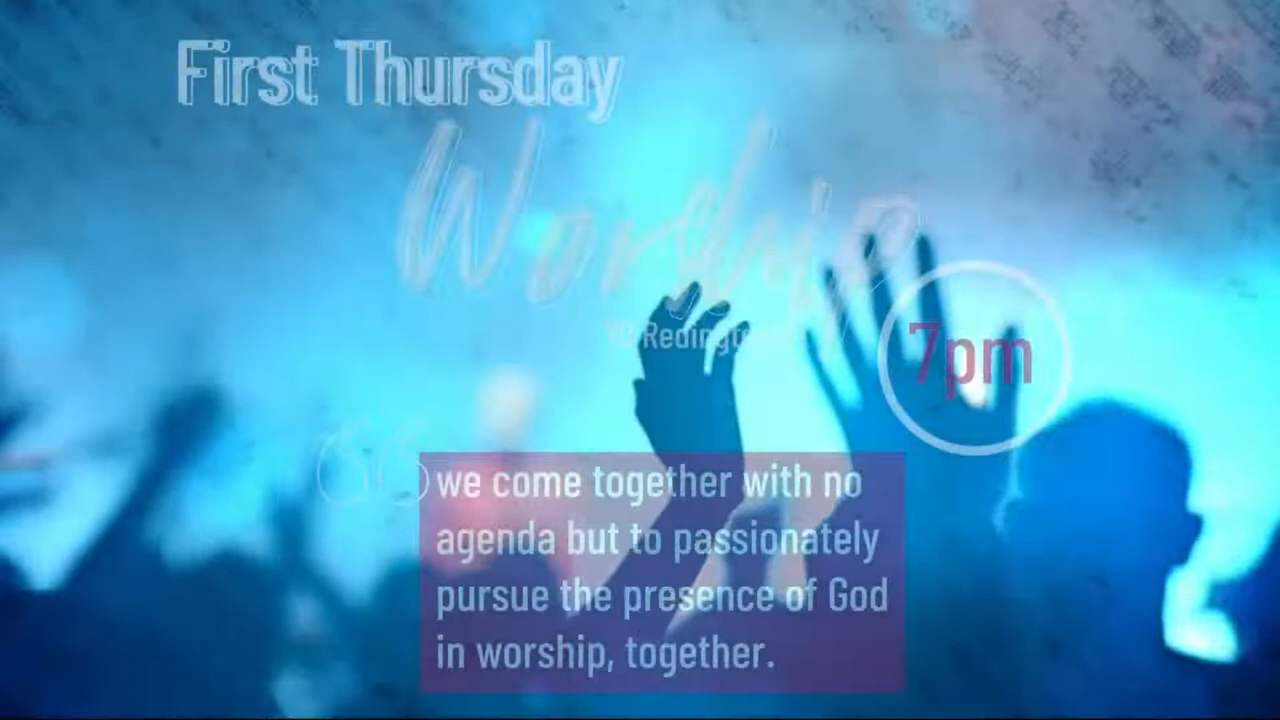 First Thursday
Worship
7pm
we come together with no
agenda but to passionately
pursue the presence of God
in worship, together.